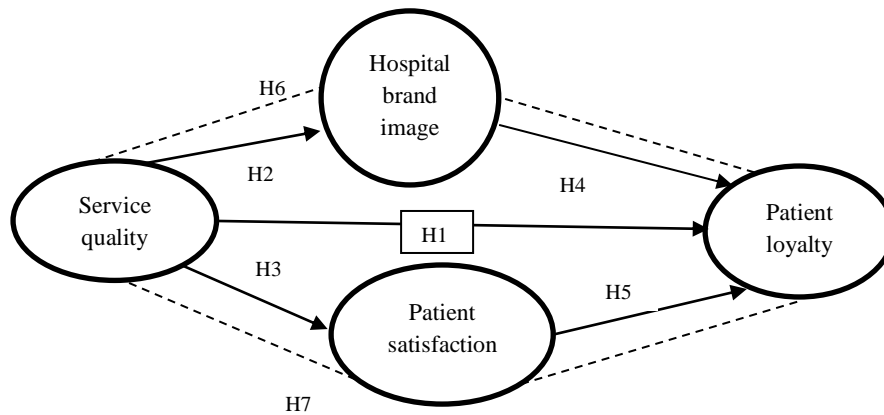 Hospital
brand
image
H6
H2
H4
Service
quality
H1
Patient
loyalty
H3
Patient
satisfaction
H5
H7